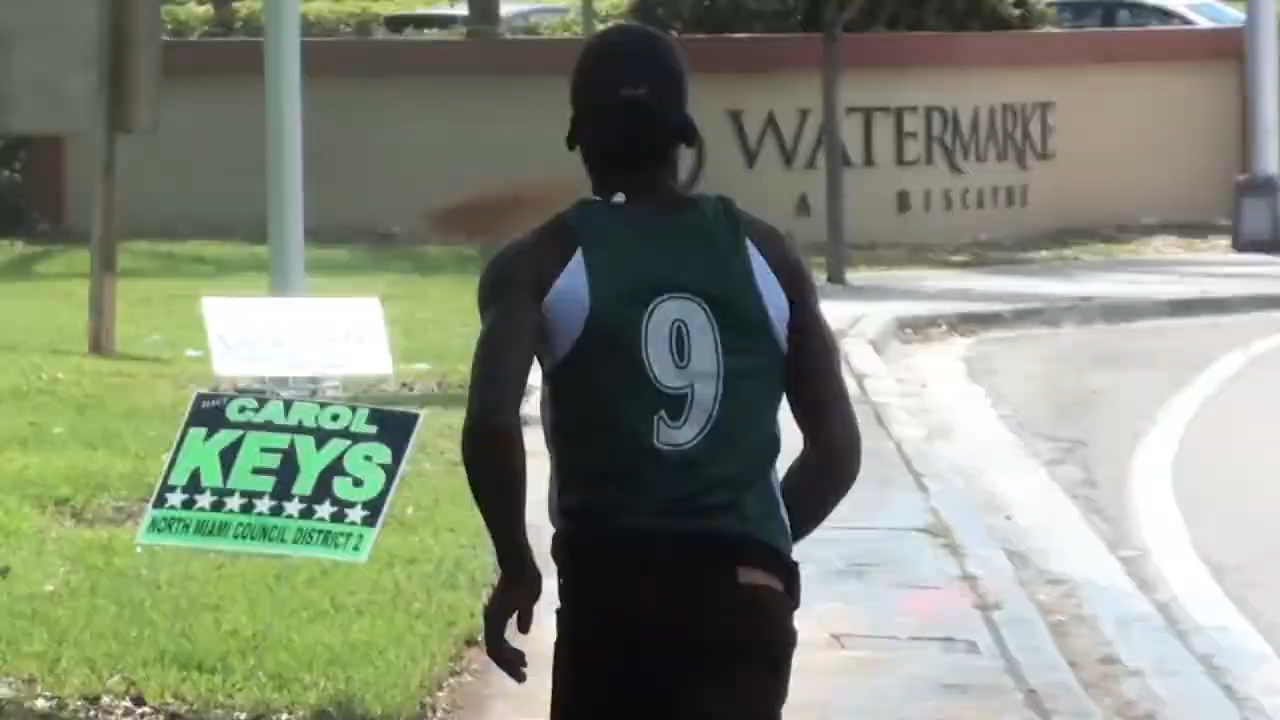 WATERMARKE
A BISCAYNE
9
CAROL
KEYS
NORTH MIAMI COUNCIL DISTRICT 2